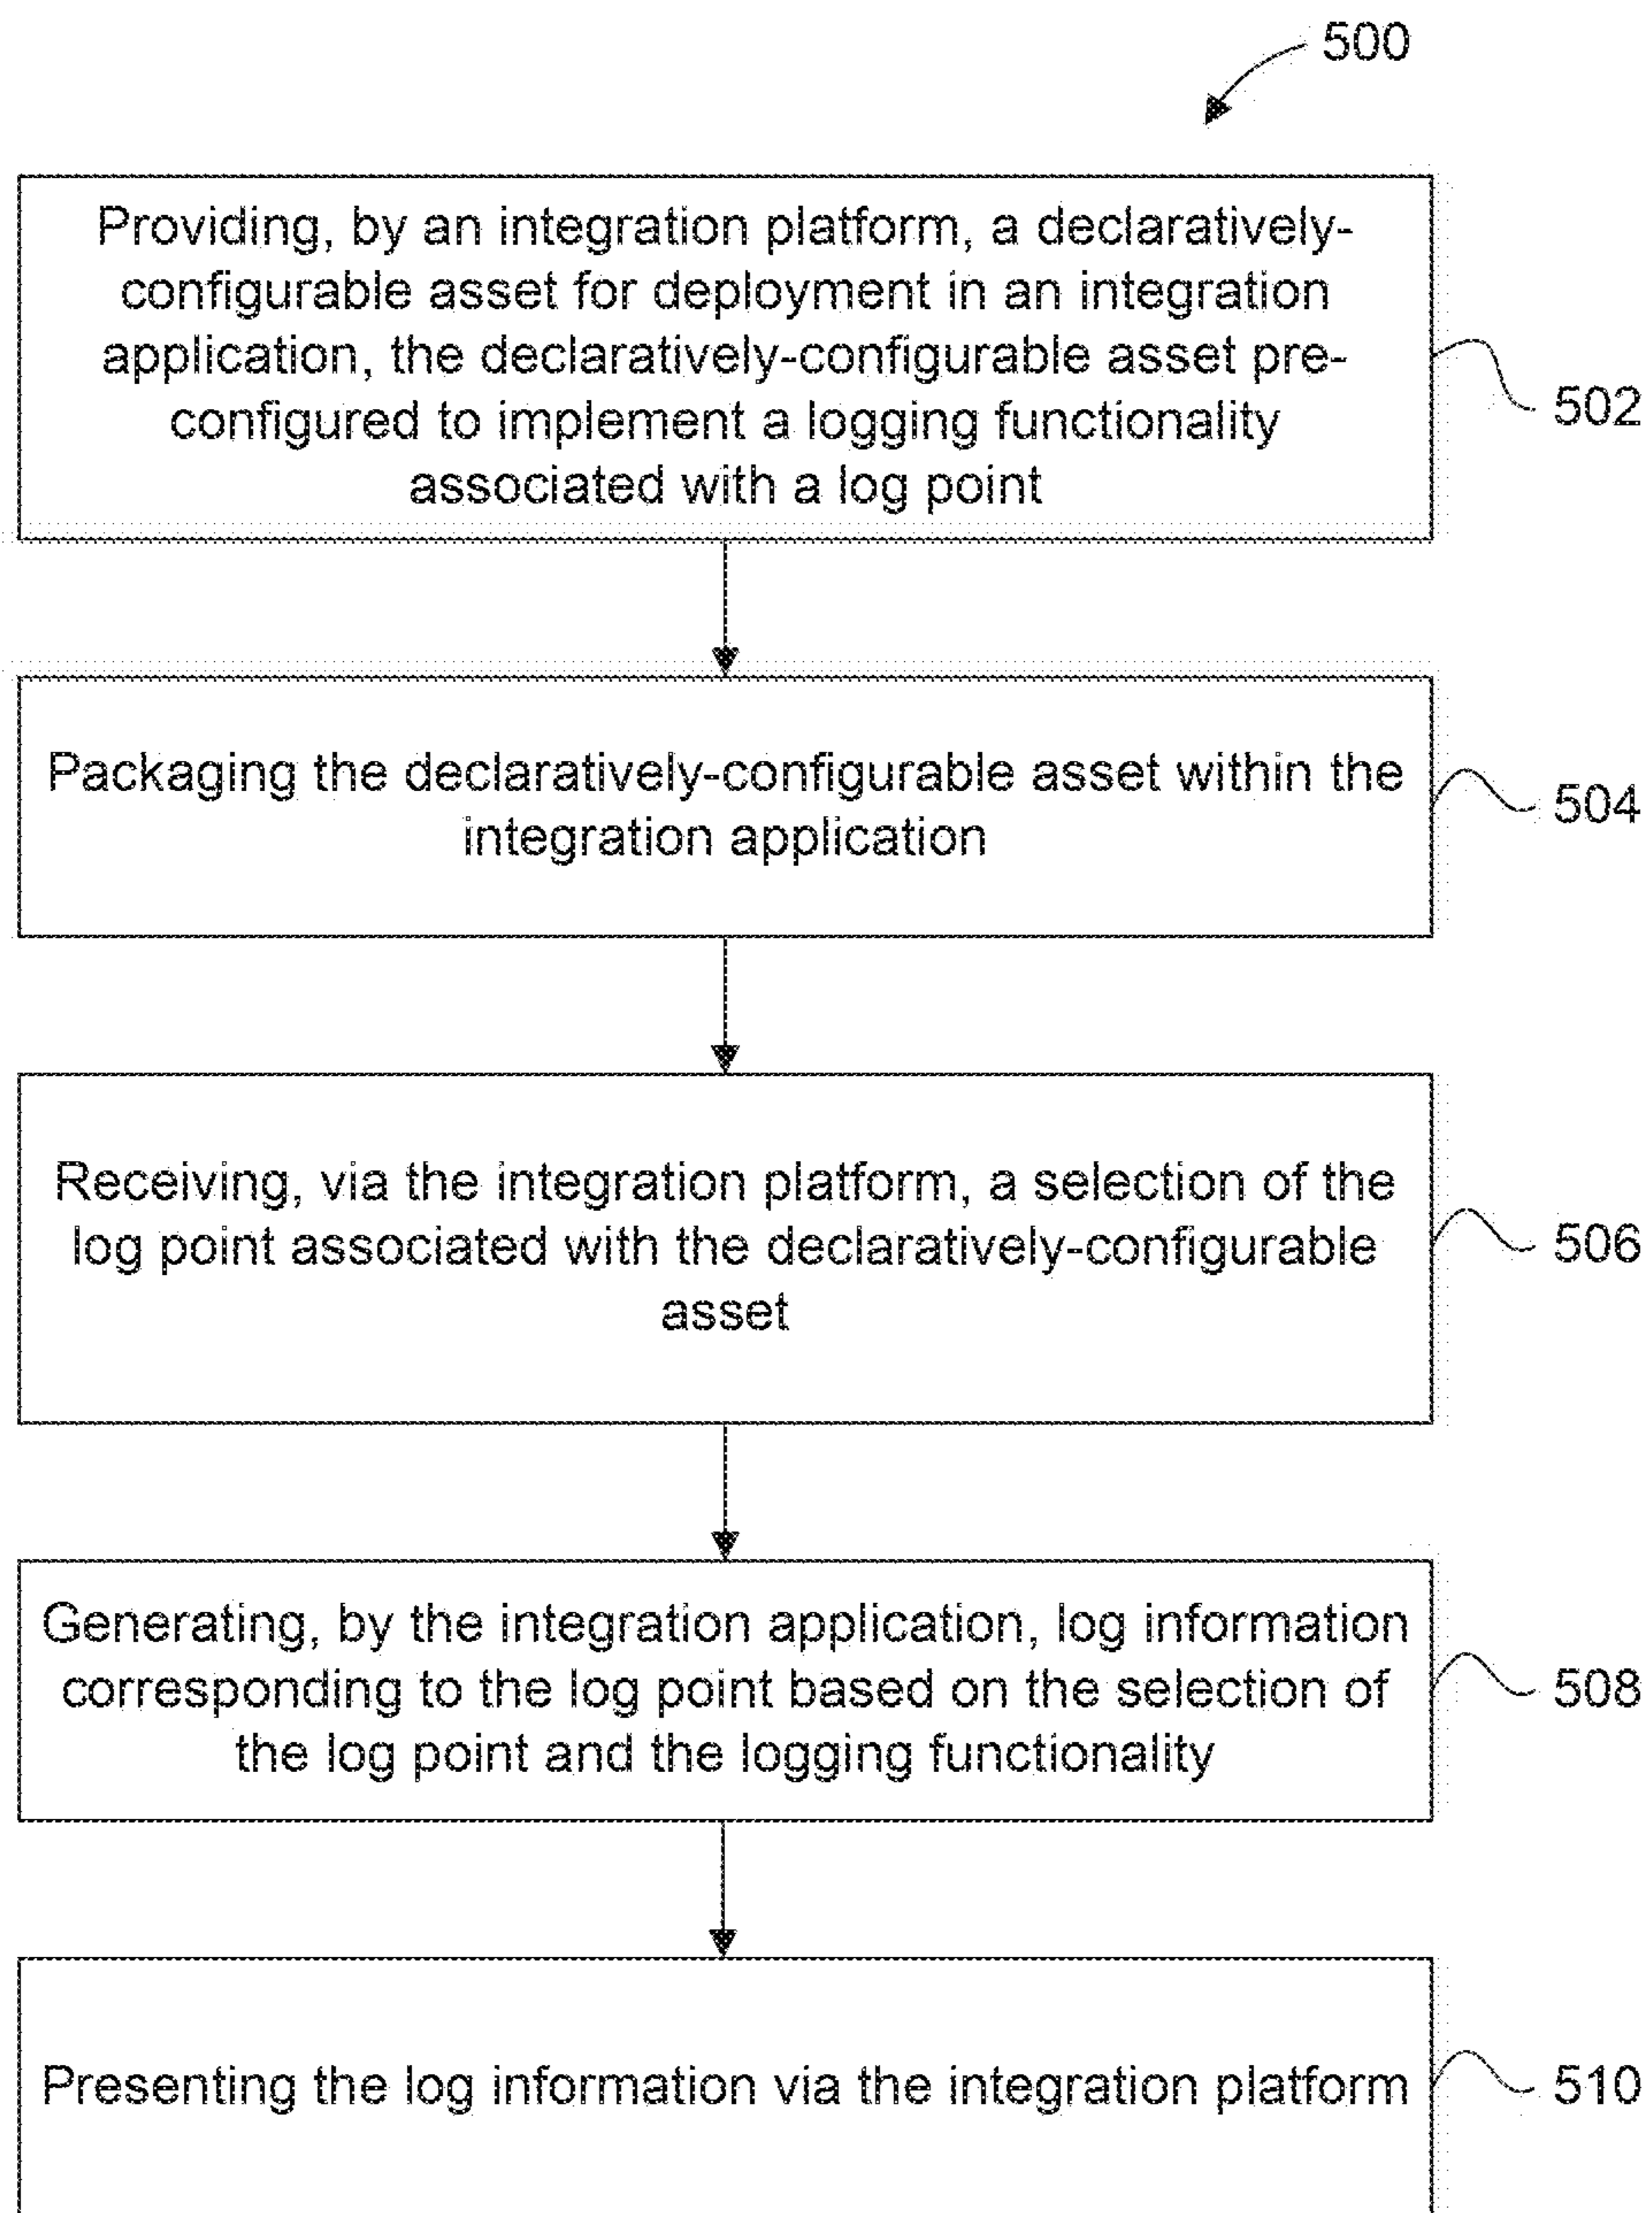 500
Providing, by an integration platform, a declaratively-
configurable asset for deployment in an integration
application, the declaratively-configurable asset pre-
configured to implement a logging functionality
associated with a log point
502
Packaging the declaratively-configurable asset within the
integration application
504
Receiving, via the integration platform, a selection of the
log point associated with the declaratively-configurable
asset
506
Generating, by the integration application, log information
corresponding to the log point based on the selection of
the log point and the logging functionality
508
Presenting the log information via the integration platform
510